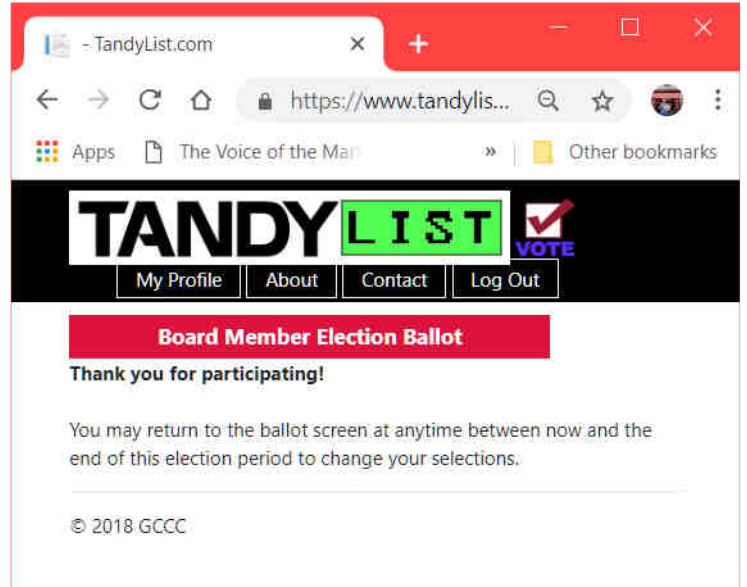 - TandyList.com
https://www.tandylis...
Apps The Voice of the Mar » Other bookmarks
TANDY LIST VOTE
My Profile About Contact Log Out
Board Member Election Ballot
Thank you for participating!
You may return to the ballot screen at anytime between now and the
end of this election period to change your selections.
© 2018 GCCC